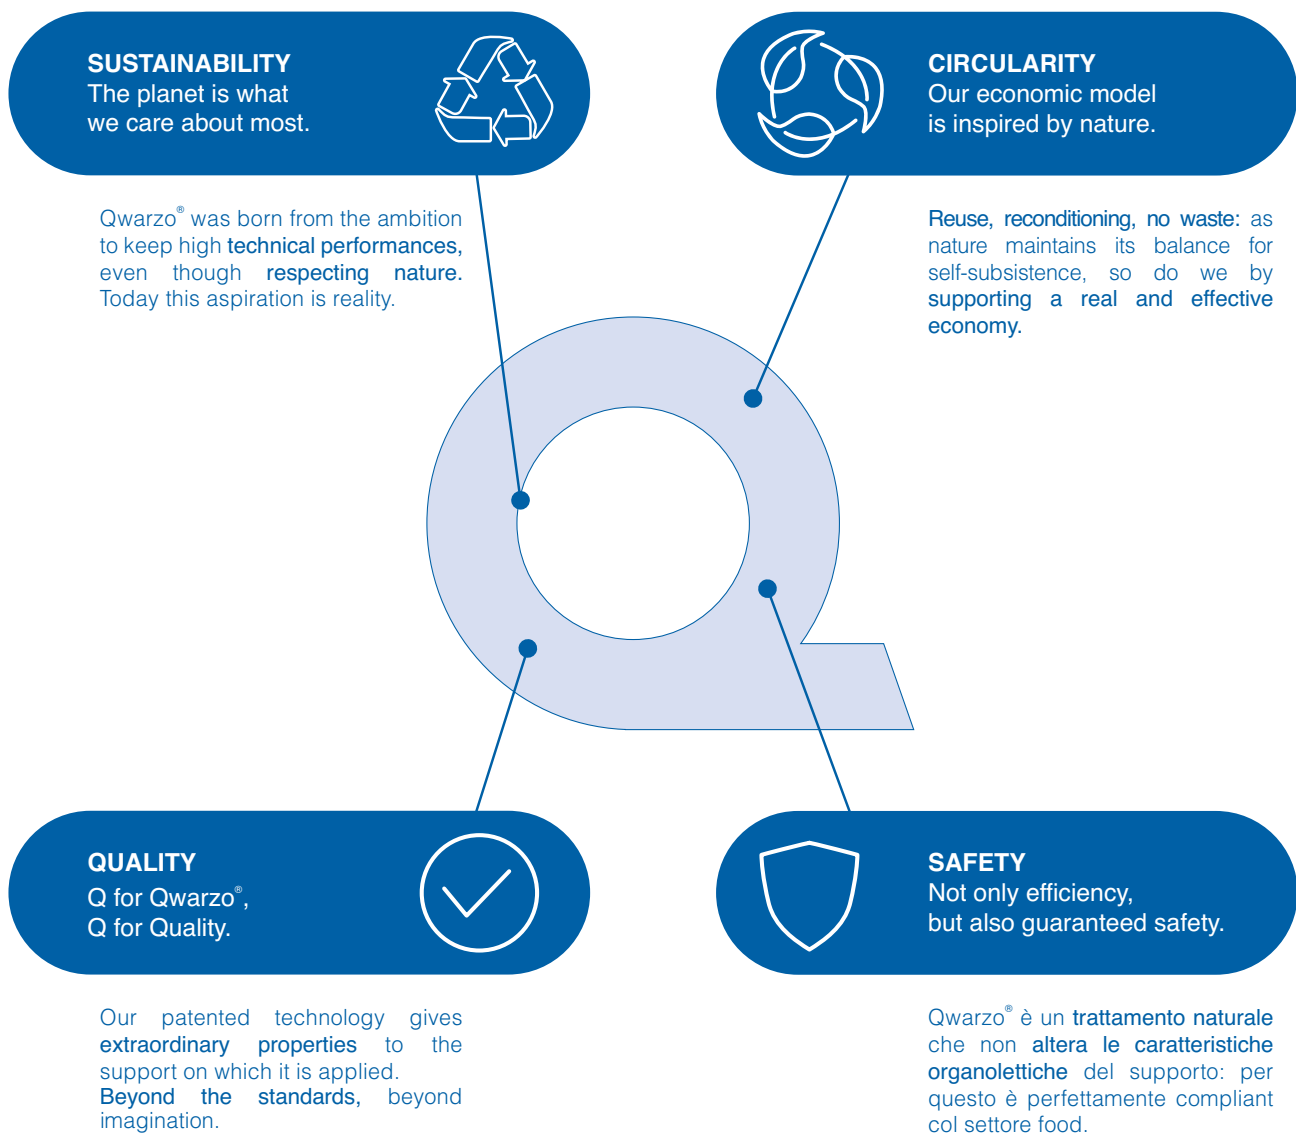 SUSTAINABILITY
The planet is what
we care about most.
Qwarzo® was born from the ambition
to keep high technical performances,
even though respecting nature.
Today this aspiration is reality.
CIRCULARITY
Our economic model
is inspired by nature.
Reuse, reconditioning, no waste: as
nature maintains its balance for
self-subsistence, so do we by
supporting a real and effective
economy.
QUALITY
Q for Qwarzo®,
Q for Quality.
Our patented technology gives
extraordinary properties to the
support on which it is applied.
Beyond the standards, beyond
imagination.
SAFETY
Not only efficiency,
but also guaranteed safety.
Qwarzo® è un trattamento naturale
che non altera le caratteristiche
organolettiche del supporto: per
questo è perfettamente compliant
col settore food.